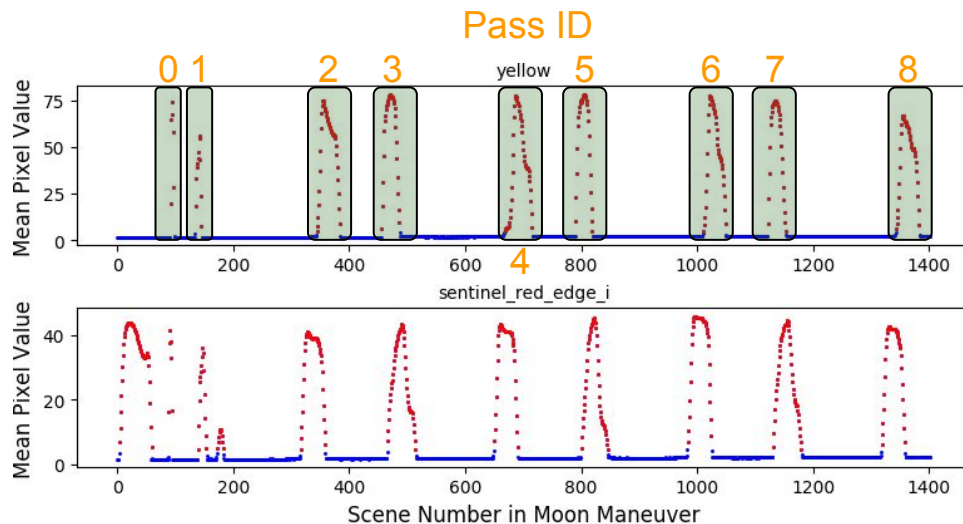 Pass ID
0 1 2 3 5 6 7 8
yellow
Mean Pixel Value
75
50
25
0
0 200 400 600 800 1000 1200 1400
4
sentinel_red_edge_i
Mean Pixel Value
40
20
0
0 200 400 600 800 1000 1200 1400
Scene Number in Moon Maneuver